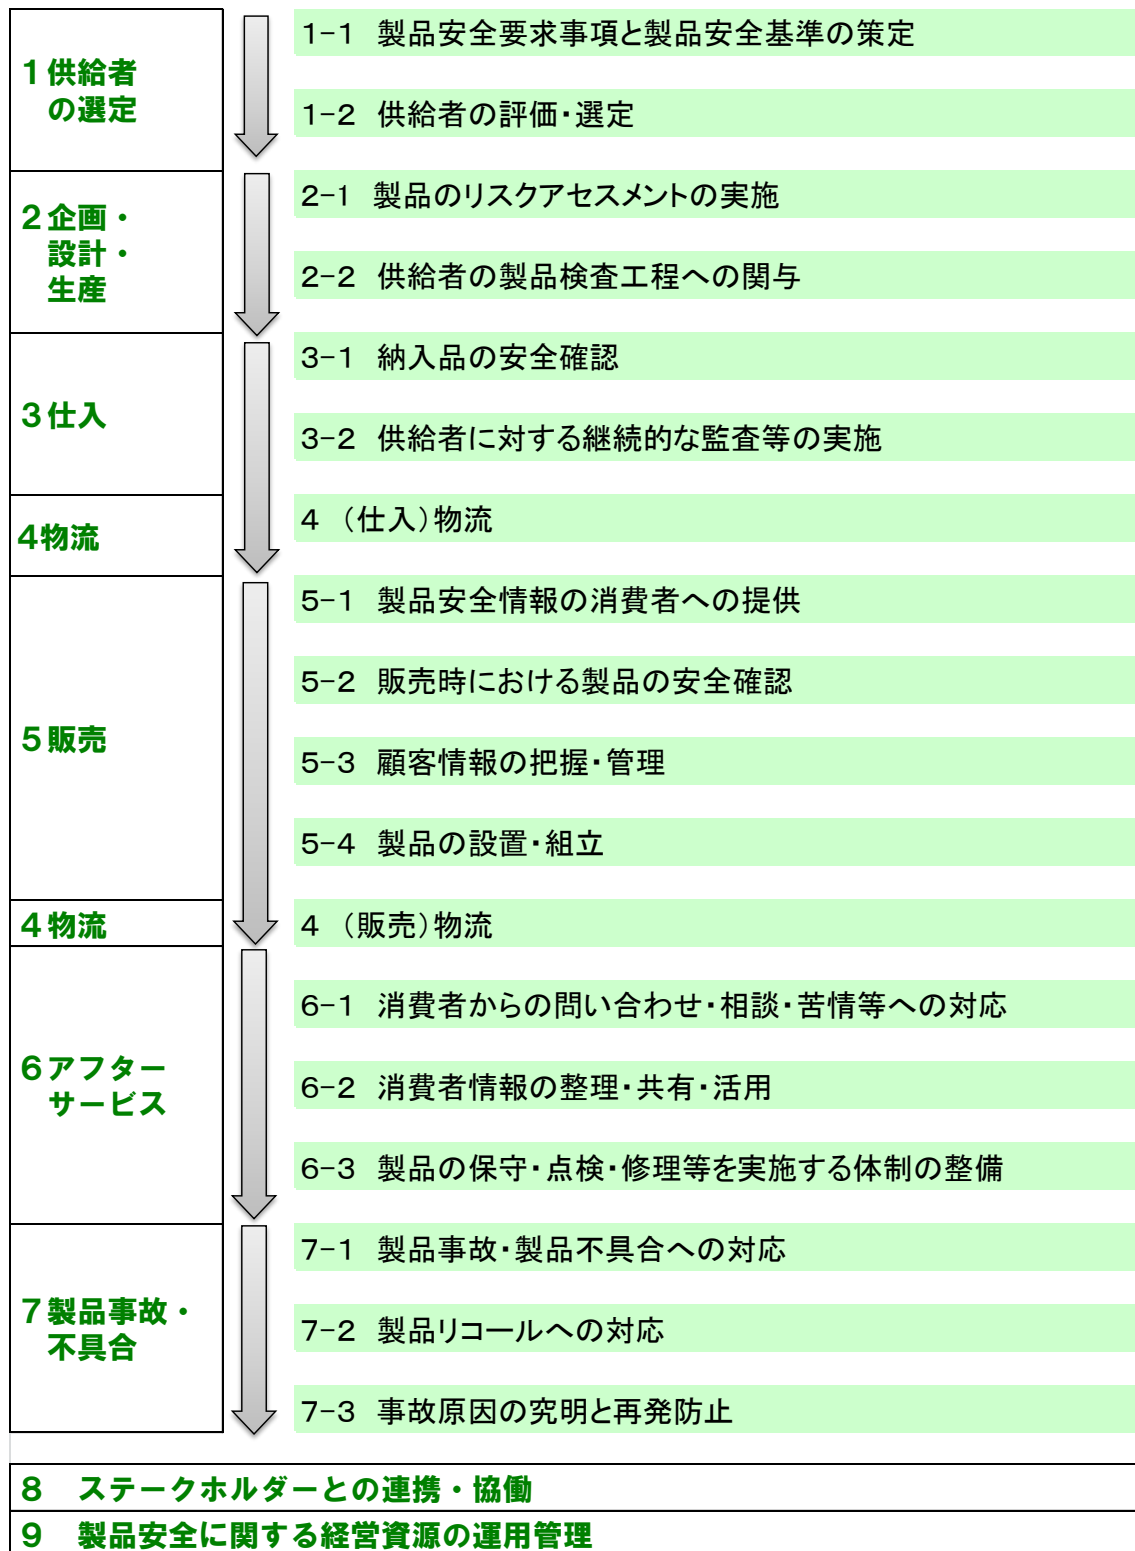 1供給者
の選定
1-1 製品安全要求事項と製品安全基準の策定
1-2 供給者の評価・選定
2企画・
設計・
生産
2-1 製品のリスクアセスメントの実施
2-2 供給者の製品検査工程への関与
3仕入
3-1 納入品の安全確認
3-2 供給者に対する継続的な監査等の実施
4物流
4 (仕入)物流
5販売
5-1 製品安全情報の消費者への提供
5-2 販売時における製品の安全確認
5-3 顧客情報の把握・管理
5-4 製品の設置・組立
4物流
4 (販売)物流
6アフター
サービス
6-1 消費者からの問い合わせ・相談・苦情等への対応
6-2 消費者情報の整理・共有・活用
6-3 製品の保守・点検・修理等を実施する体制の整備
7製品事故・
不具合
7-1 製品事故・製品不具合への対応
7-2 製品リコールへの対応
7-3 事故原因の究明と再発防止
8 ステークホルダーとの連携・協働
9 製品安全に関する経営資源の運用管理